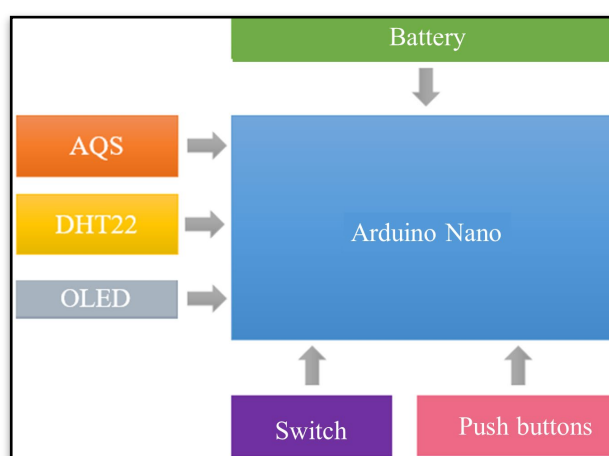 Battery
AQS
DHT22
Arduino Nano
OLED
Switch
Push buttons